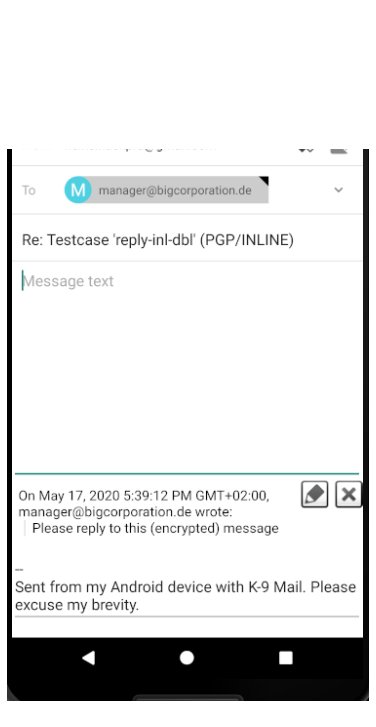 To M manager@bigcorporation.de
Re: Testcase 'reply-inl-dbl' (PGP/INLINE)
Message text
On May 17, 2020 5:39:12 PM GMT+02:00,
manager@bigcorporation.de wrote:
Please reply to this (encrypted) message
--
Sent from my Android device with K-9 Mail. Please
excuse my brevity.